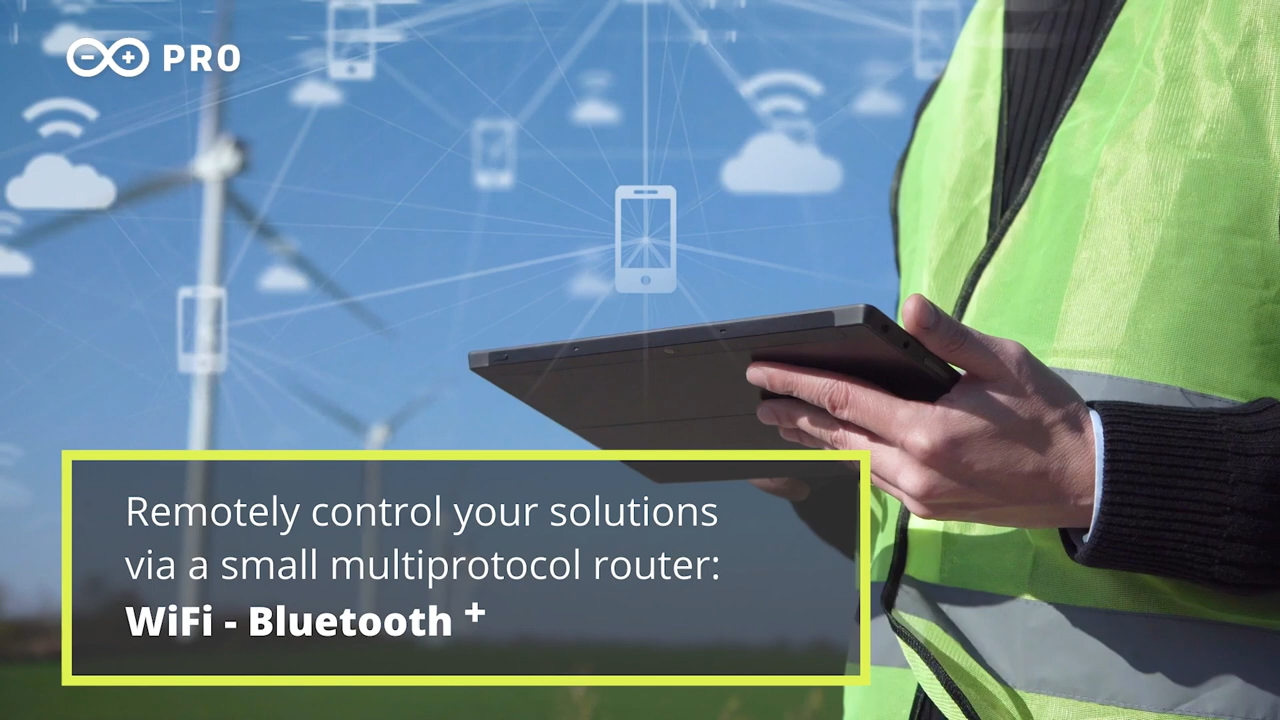 PRO
Remotely control your solutions
via a small multiprotocol router:
WiFi - Bluetooth +